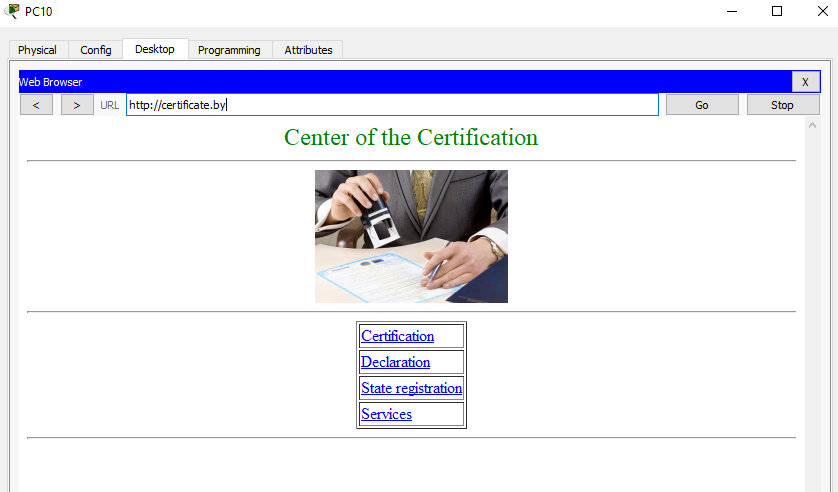 PC10
Physical Config Desktop Programming Attributes
Web Browser X
< > URL http://certificate.by Go Stop
Center of the Certification
Certification
Declaration
State registration
Services